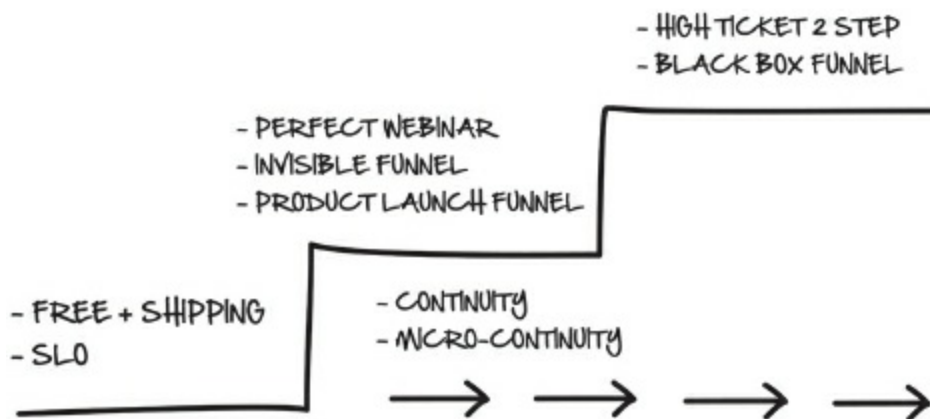 - HIGH TICKET 2 STEP
- BLACK BOX FUNNEL
- PERFECT WEBINAR
- INVISIBLE FUNNEL
- PRODUCT LAUNCH FUNNEL
- FREE + SHIPPING
- SLO
- CONTINUITY
- MICRO-CONTINUITY